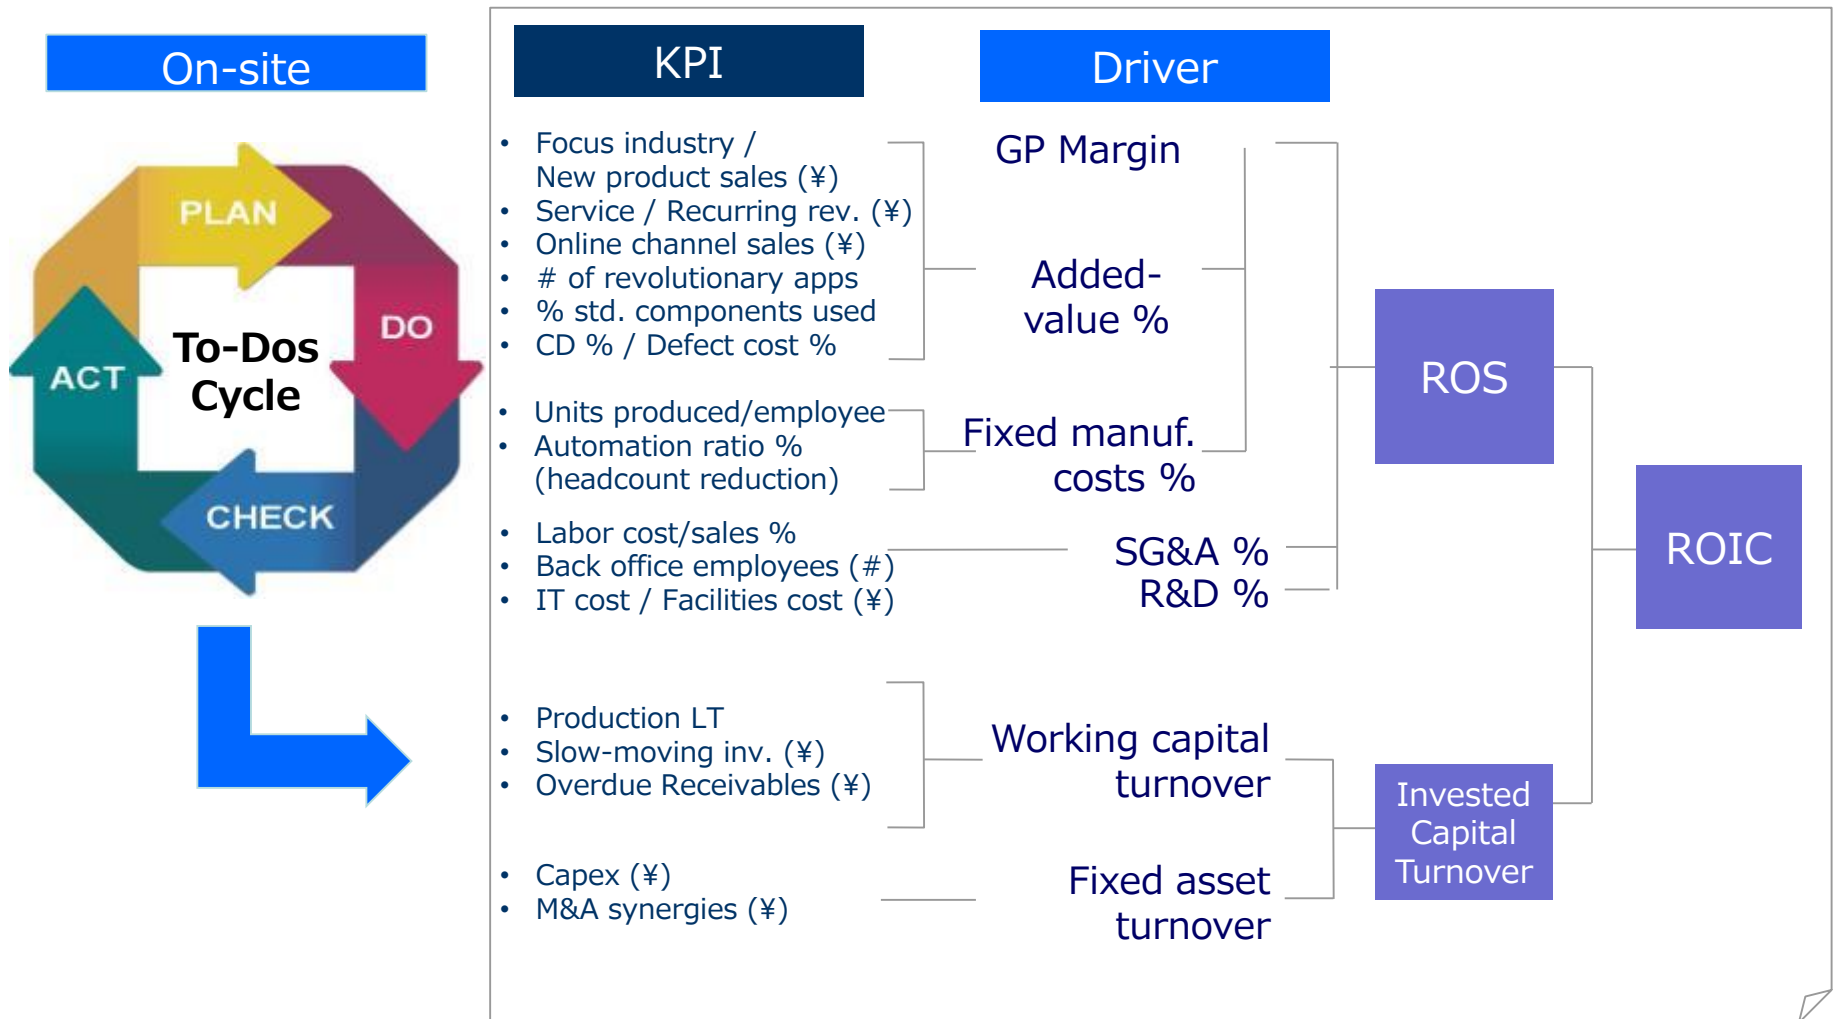 On-site
PLAN
DO
CHECK
ACT
To-Dos
Cycle
KPI
• Focus industry /
New product sales (¥)
• Service / Recurring rev. (¥)
• Online channel sales (¥)
• # of revolutionary apps
• % std. components used
• CD % / Defect cost %
• Units produced/employee
• Automation ratio %
(headcount reduction)
• Labor cost/sales %
• Back office employees (#)
• IT cost / Facilities cost (¥)
• Production LT
• Slow-moving inv. (¥)
• Overdue Receivables (¥)
• Capex (¥)
• M&A synergies (¥)
Driver
GP Margin
Added-
value %
Fixed manuf.
costs %
SG&A %
R&D %
Working capital
turnover
Fixed asset
turnover
ROS
Invested
Capital
Turnover
ROIC